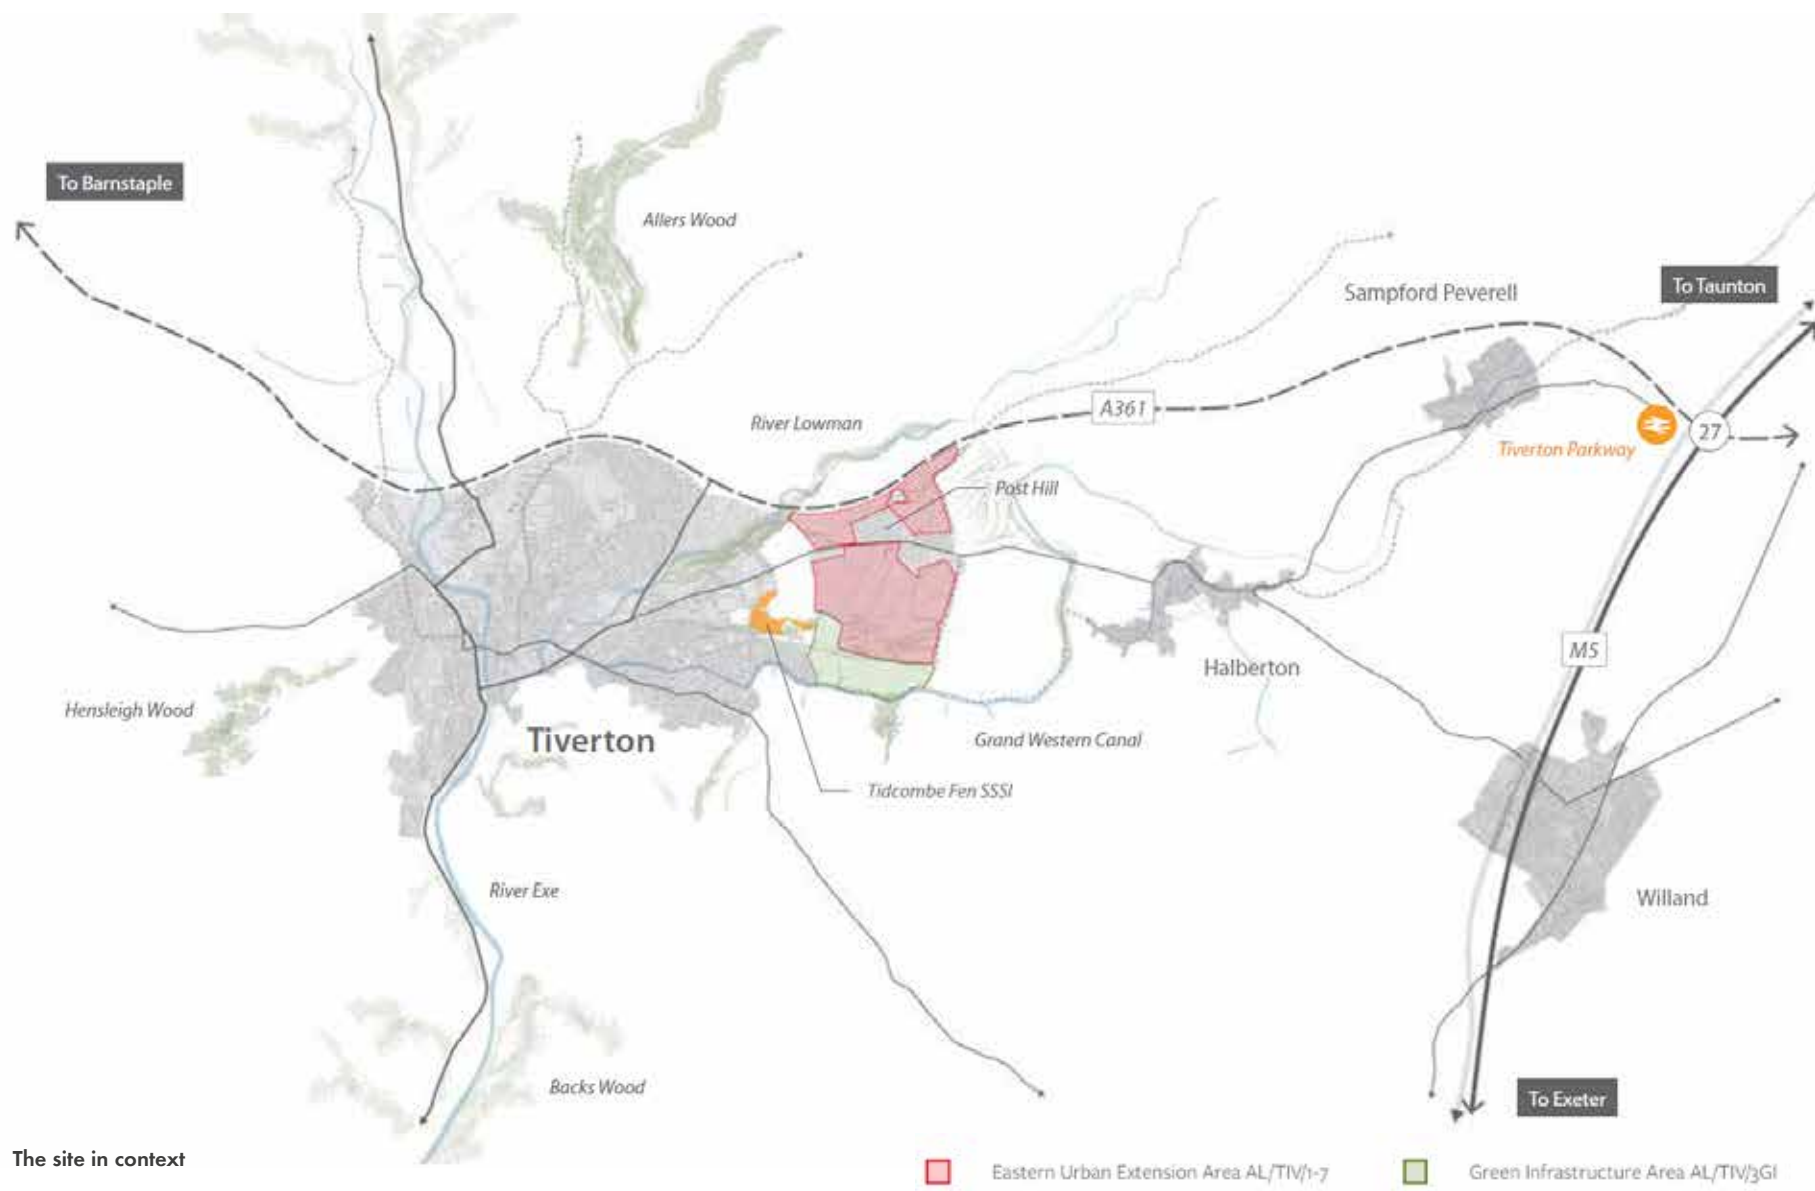 To Barnstaple
Allers Wood
To Taunton
Sampford Peverell
A361
River Lowman
27
Tiverton Parkway
Post Hill
M5
Halberton
Hensleigh Wood
Tiverton
Grand Western Canal
Tidcombe Fen SSSI
River Exe
Willand
Backs Wood
To Exeter
The site in context
Eastern Urban Extension Area AL/TIV/1-7
Green Infrastructure Area AL/TIV/3GI